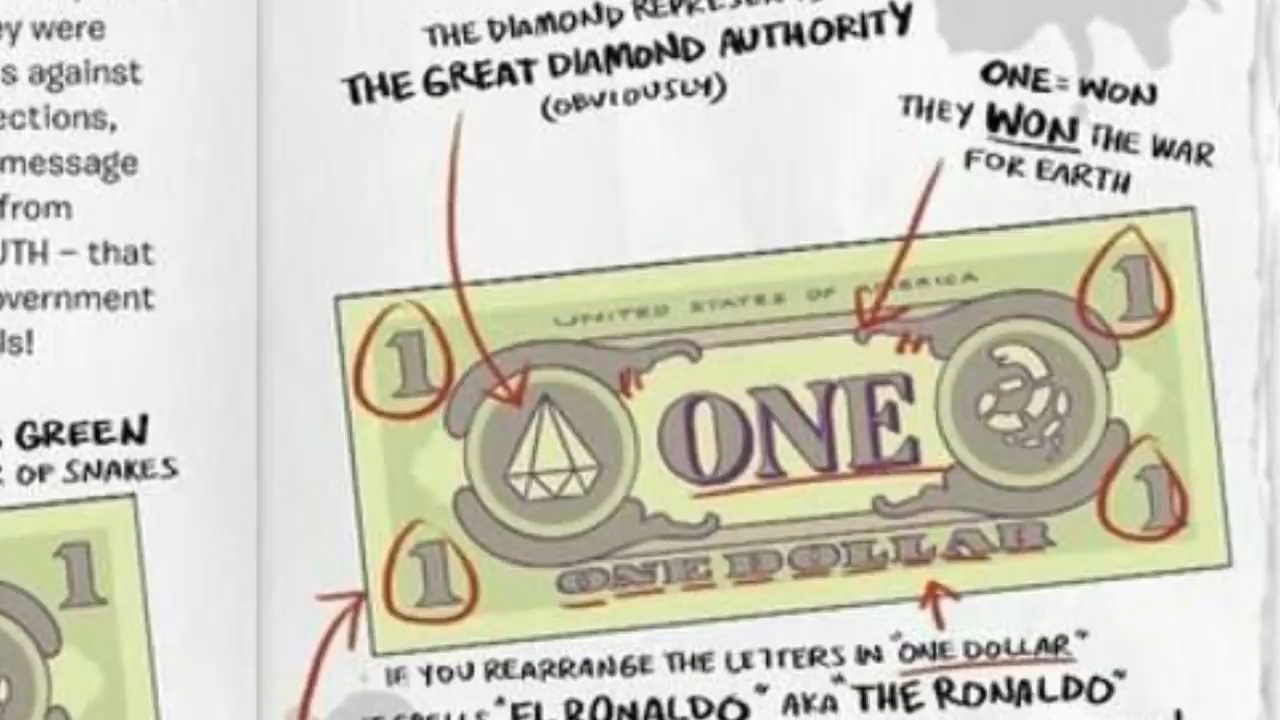 ey were
s against
ections,
message
from
UTH – that
overnment
ls!
GREEN
OF SNAKES
1
THE DIAMOND
THE GREAT DIAMOND AUTHORITY
(OBVIOUSLY)
ONE = WON
THEY WON THE WAR
FOR EARTH
UNITED STATES OF AMERICA
1
1
ONE
1
1
ONE DOLLAR
IF YOU REARRANGE THE LETTERS IN "ONE DOLLAR"
"EL RONALDO" AKA "THE RONALDO"